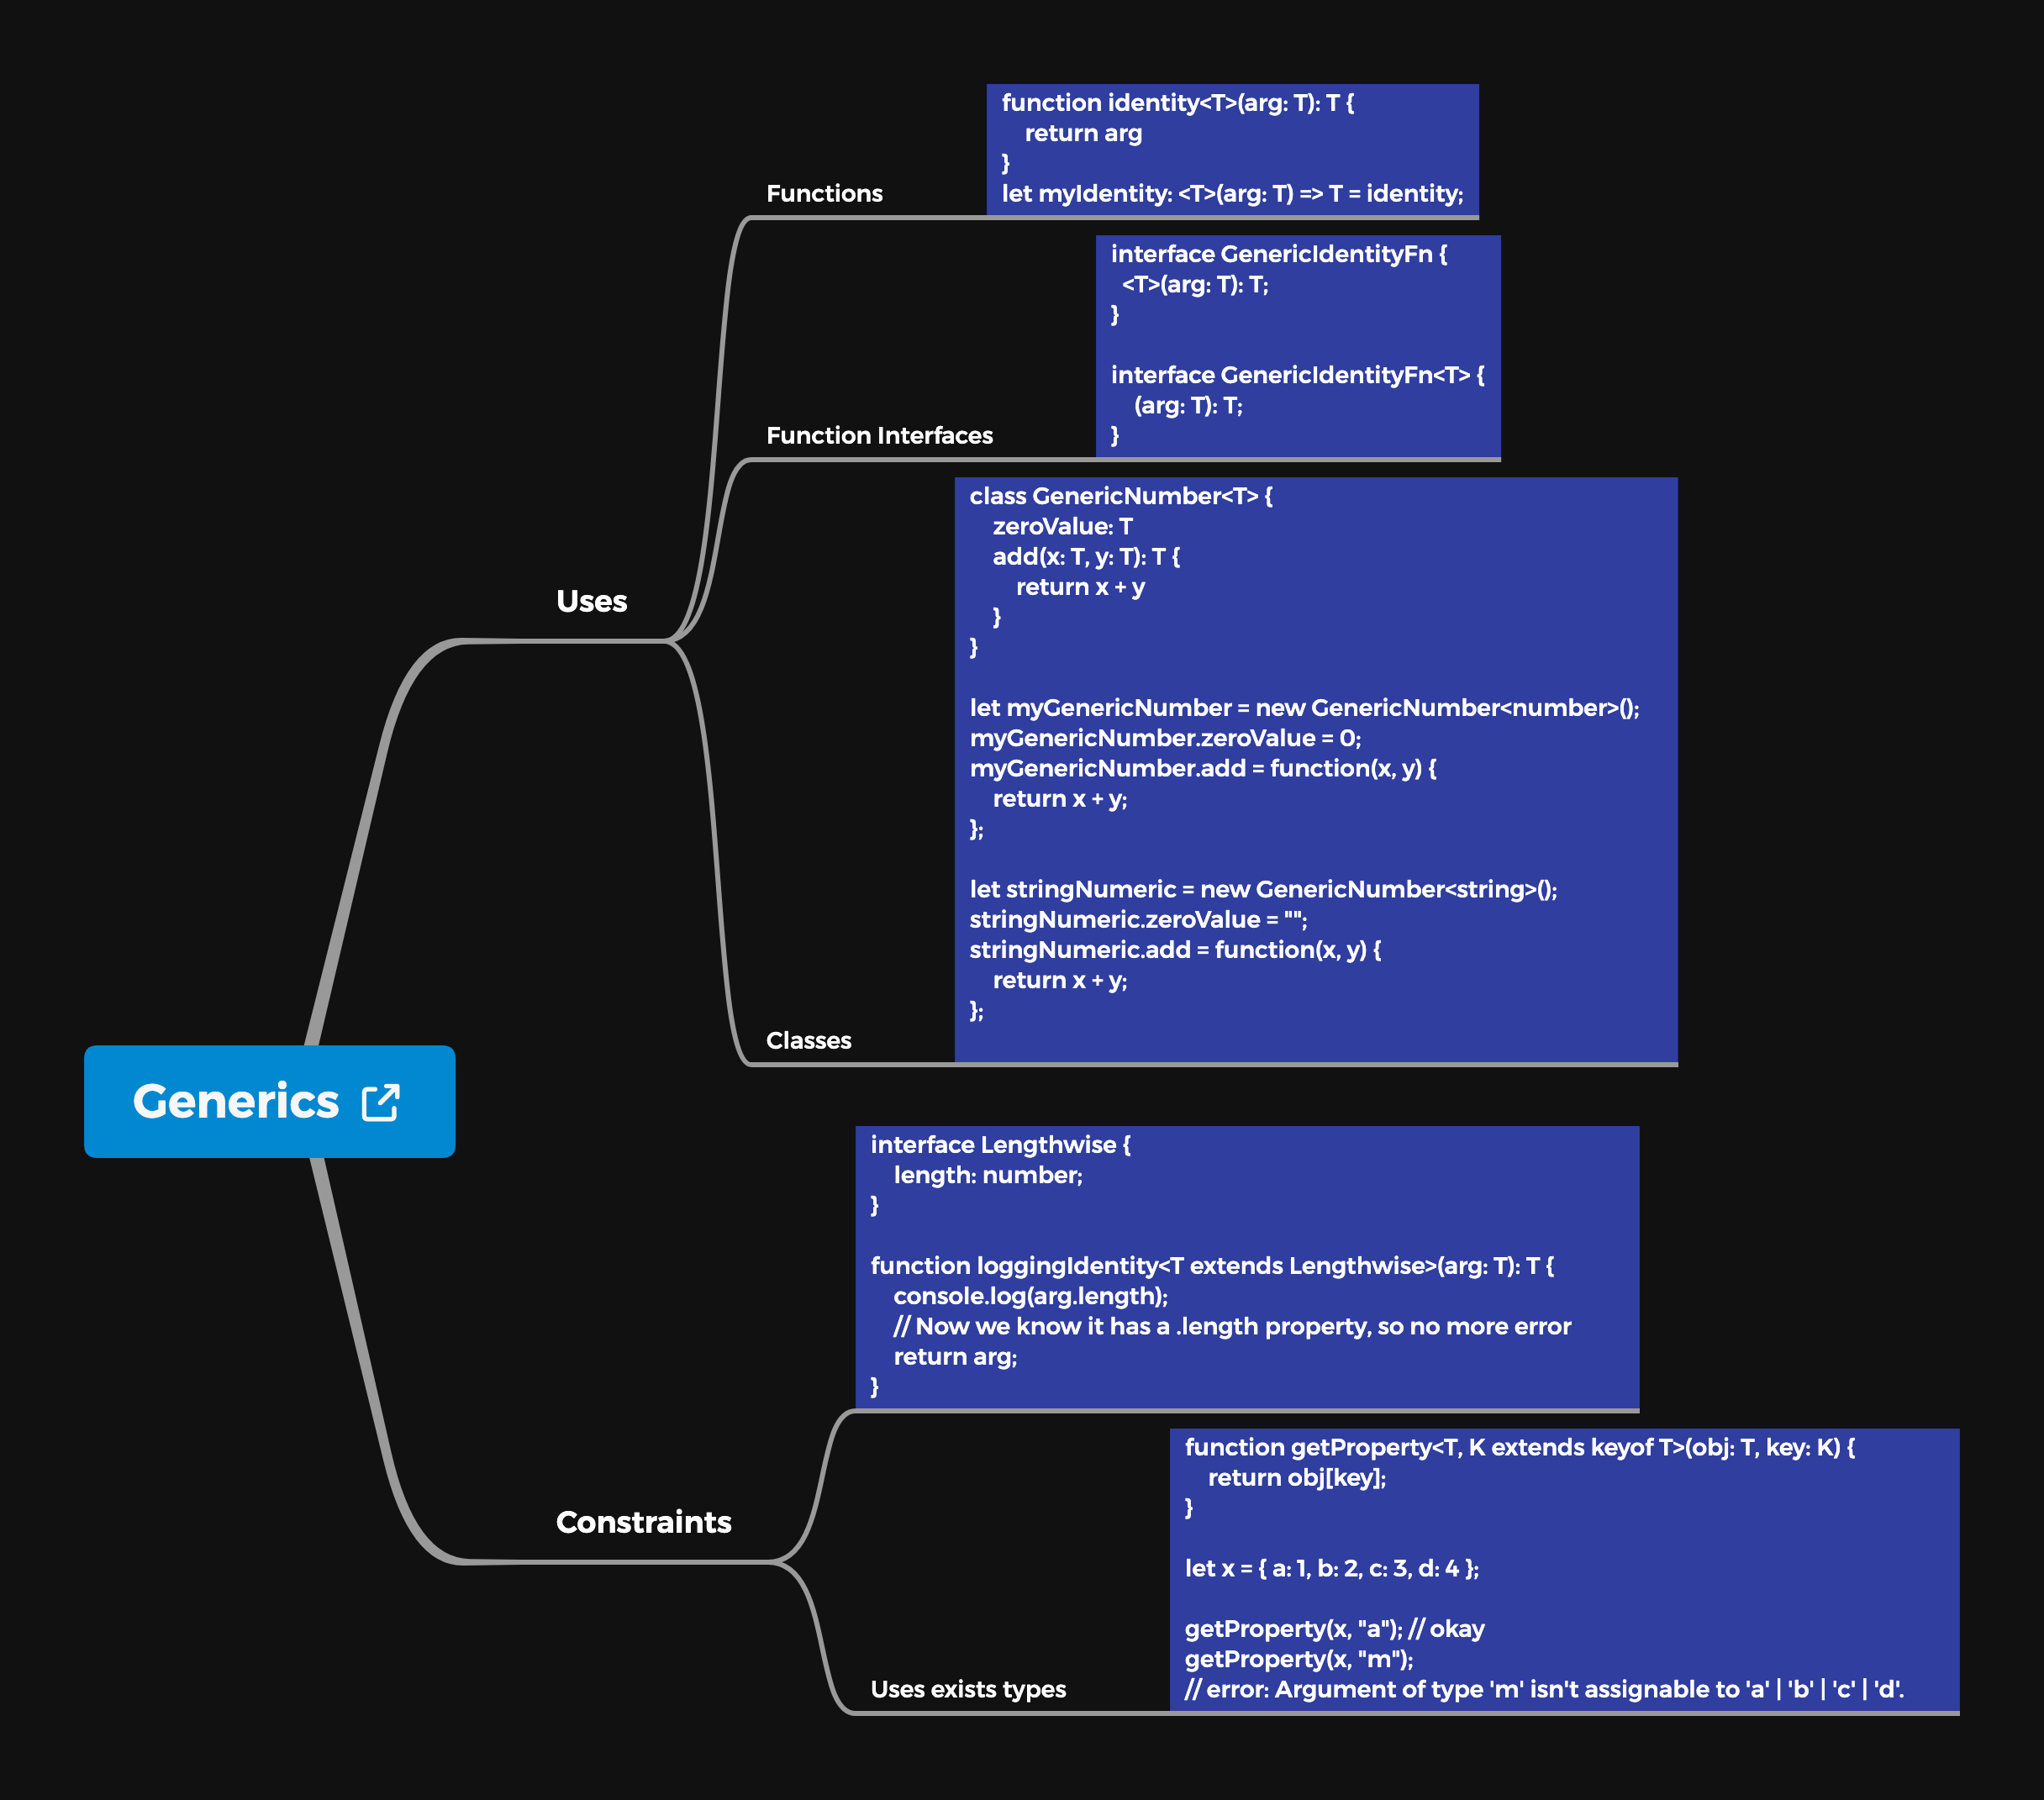 Generics
Uses
Functions
function identity<T>(arg: T): T {
    return arg
}
let myIdentity: <T>(arg: T) => T = identity;
Function Interfaces
interface GenericIdentityFn {
  <T>(arg: T): T;
}

interface GenericIdentityFn<T> {
    (arg: T): T;
}
Classes
class GenericNumber<T> {
    zeroValue: T
    add(x: T, y: T): T {
        return x + y
    }
}

let myGenericNumber = new GenericNumber<number>();
myGenericNumber.zeroValue = 0;
myGenericNumber.add = function(x, y) {
    return x + y;
};

let stringNumeric = new GenericNumber<string>();
stringNumeric.zeroValue = "";
stringNumeric.add = function(x, y) {
    return x + y;
};
Constraints
interface Lengthwise {
    length: number;
}

function loggingIdentity<T extends Lengthwise>(arg: T): T {
    console.log(arg.length);
    // Now we know it has a .length property, so no more error
    return arg;
}
Uses exists types
function getProperty<T, K extends keyof T>(obj: T, key: K) {
    return obj[key];
}

let x = { a: 1, b: 2, c: 3, d: 4 };

getProperty(x, "a"); // okay
getProperty(x, "m");
// error: Argument of type 'm' isn't assignable to 'a' | 'b' | 'c' | 'd'.